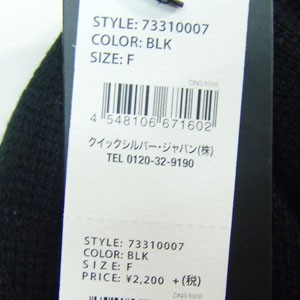 STYLE: 73310007
COLOR: BLK
SIZE: F
DNS1006
4 548106 671602
クイックシルバー・ジャパン(株)
TEL 0120-32-9190
STYLE: 73310007
COLOR: BLK
SIZE: F
PRICE: ¥2,200 +(税)
DNS1006